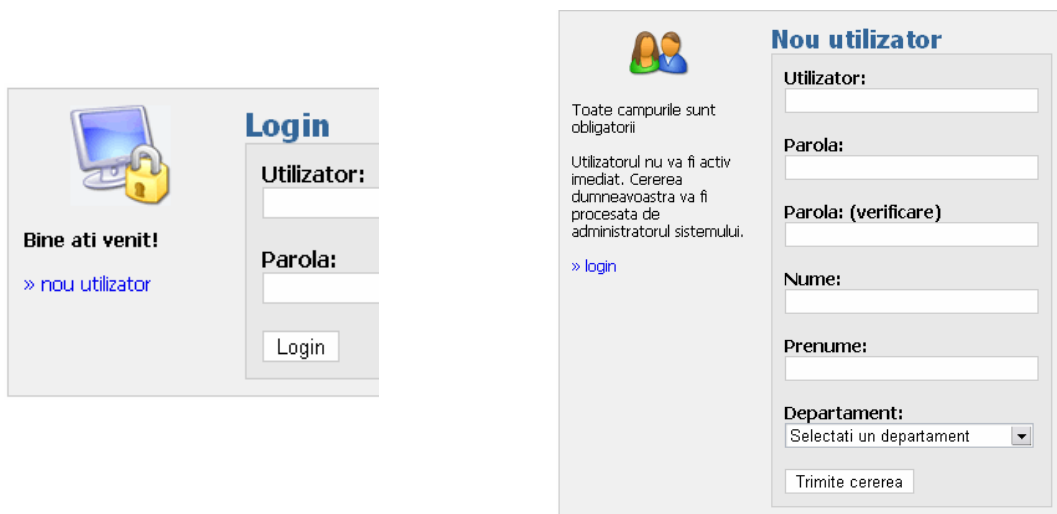 Login
Utilizator:
Parola:
Bine ati venit!
» nou utilizator
Login
Nou utilizator
Utilizator:
Toate campurile sunt
obligatorii
Parola:
Utilizatorul nu va fi activ
imediat. Cererea
dumneavoastra va fi
procesata de
administratorul sistemului.
» login
Parola: (verificare)
Nume:
Prenume:
Departament:
Selectati un departament
Trimite cererea